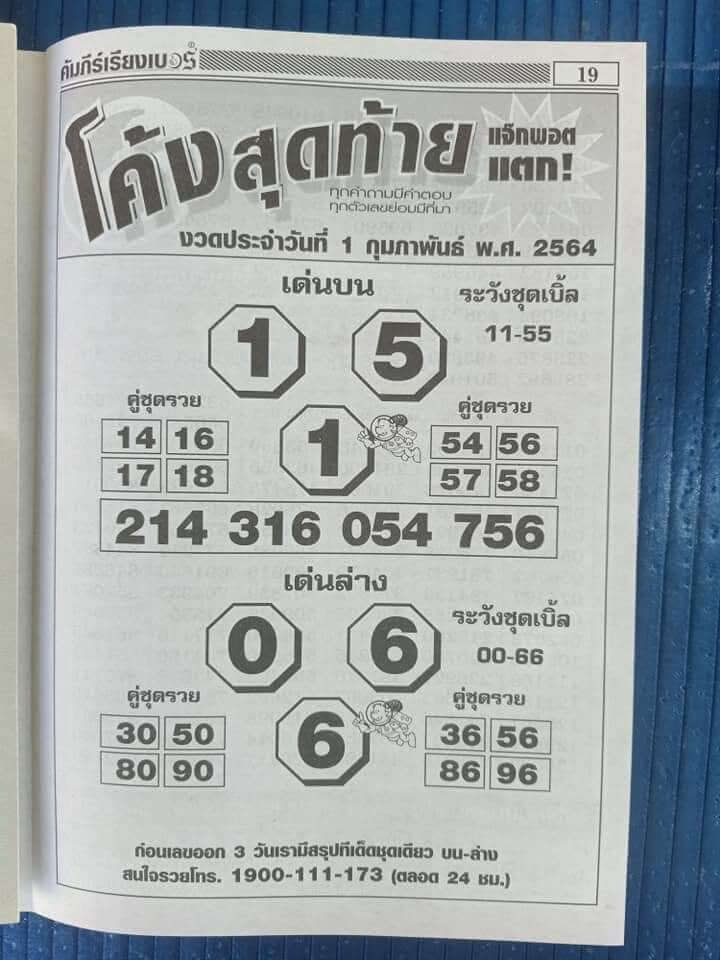 คัมภีร์เรียงเบอร์
19
โค้งสุดท้าย
แจ๊กพอต
แตก!
ทุกคำถามมีคำตอบ
ทุกตัวเลขย่อมมีที่มา
งวดประจำวันที่ 1 กุมภาพันธ์ พ.ศ. 2564
เด่นบน
ระวังชุดเบิ้ล
11-55
1 5
คู่ชุดรวย
14 16
17 18
1
คู่ชุดรวย
54 56
57 58
214 316 054 756
เด่นล่าง
ระวังชุดเบิ้ล
00-66
0 6
คู่ชุดรวย
30 50
80 90
6
คู่ชุดรวย
36 56
86 96
ก่อนเลขออก 3 วันเรามีสรุปทีเด็ดชุดเดียว บน-ล่าง
สนใจรวยโทร. 1900-111-173 (ตลอด 24 ชม.)